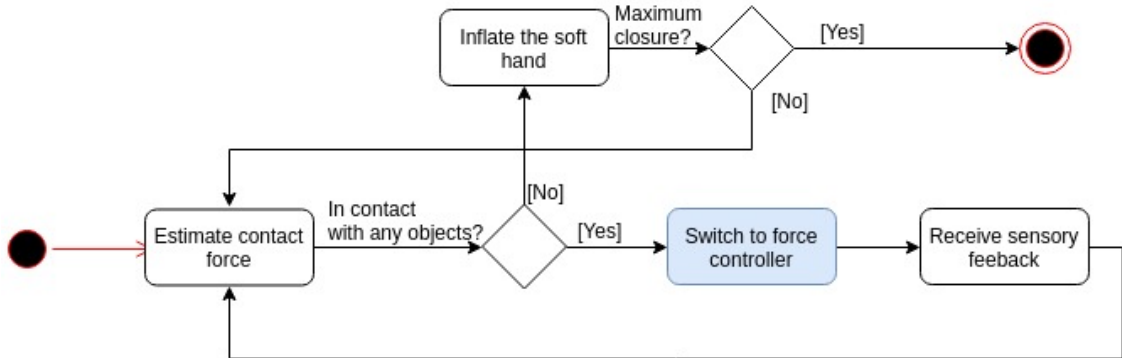 Inflate the soft
hand
Maximum
closure?
[Yes]
[No]
Estimate contact
force
In contact
with any objects?
[No]
[Yes]
Switch to force
controller
Receive sensory
feeback